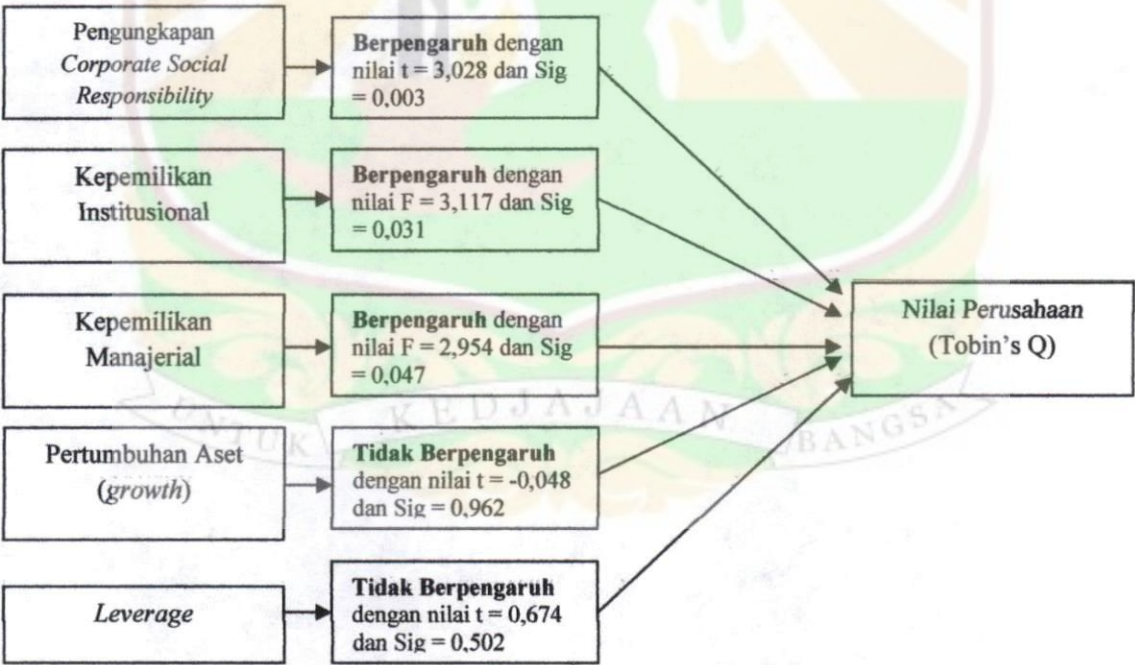 Pengungkapan
Corporate Social
Responsibility
Berpengaruh dengan
nilai t = 3,028 dan Sig
= 0,003
Kepemilikan
Institusional
Berpengaruh dengan
nilai F = 3,117 dan Sig
= 0,031
Kepemilikan
Manajerial
Berpengaruh dengan
nilai F = 2,954 dan Sig
= 0,047
Nilai Perusahaan
(Tobin's Q)
Pertumbuhan Aset
(growth)
Tidak Berpengaruh
dengan nilai t = -0,048
dan Sig = 0,962
Leverage
Tidak Berpengaruh
dengan nilai t = 0,674
dan Sig = 0,502
UNTUK KEDJAJAAN BANGSA